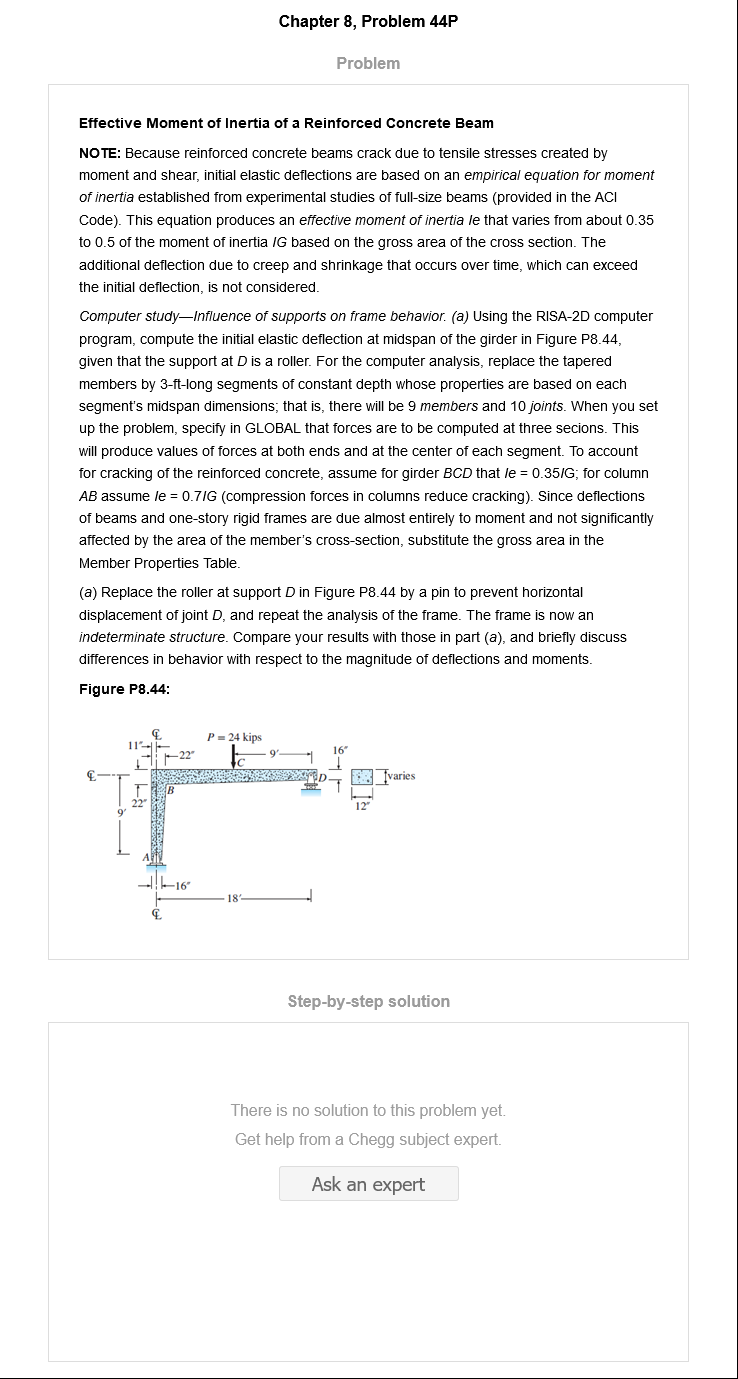 Chapter 8, Problem 44P
Problem
Effective Moment of Inertia of a Reinforced Concrete Beam
NOTE: Because reinforced concrete beams crack due to tensile stresses created by
moment and shear, initial elastic deflections are based on an empirical equation for moment
of inertia established from experimental studies of full-size beams (provided in the ACI
Code). This equation produces an effective moment of inertia Ie that varies from about 0.35
to 0.5 of the moment of inertia IG based on the gross area of the cross section. The
additional deflection due to creep and shrinkage that occurs over time, which can exceed
the initial deflection, is not considered.
Computer study—Influence of supports on frame behavior. (a) Using the RISA-2D computer
program, compute the initial elastic deflection at midspan of the girder in Figure P8.44,
given that the support at D is a roller. For the computer analysis, replace the tapered
members by 3-ft-long segments of constant depth whose properties are based on each
segment's midspan dimensions; that is, there will be 9 members and 10 joints. When you set
up the problem, specify in GLOBAL that forces are to be computed at three secions. This
will produce values of forces at both ends and at the center of each segment. To account
for cracking of the reinforced concrete, assume for girder BCD that Ie = 0.35IG; for column
AB assume Ie = 0.7IG (compression forces in columns reduce cracking). Since deflections
of beams and one-story rigid frames are due almost entirely to moment and not significantly
affected by the area of the member's cross-section, substitute the gross area in the
Member Properties Table.
(a) Replace the roller at support D in Figure P8.44 by a pin to prevent horizontal
displacement of joint D, and repeat the analysis of the frame. The frame is now an
indeterminate structure. Compare your results with those in part (a), and briefly discuss
differences in behavior with respect to the magnitude of deflections and moments.
Figure P8.44:
℄
P = 24 kips
11"
22"
9'
16"
℄
C
D
varies
B
22"
12"
9'
A
16"
18'
℄
Step-by-step solution
There is no solution to this problem yet.
Get help from a Chegg subject expert.
Ask an expert